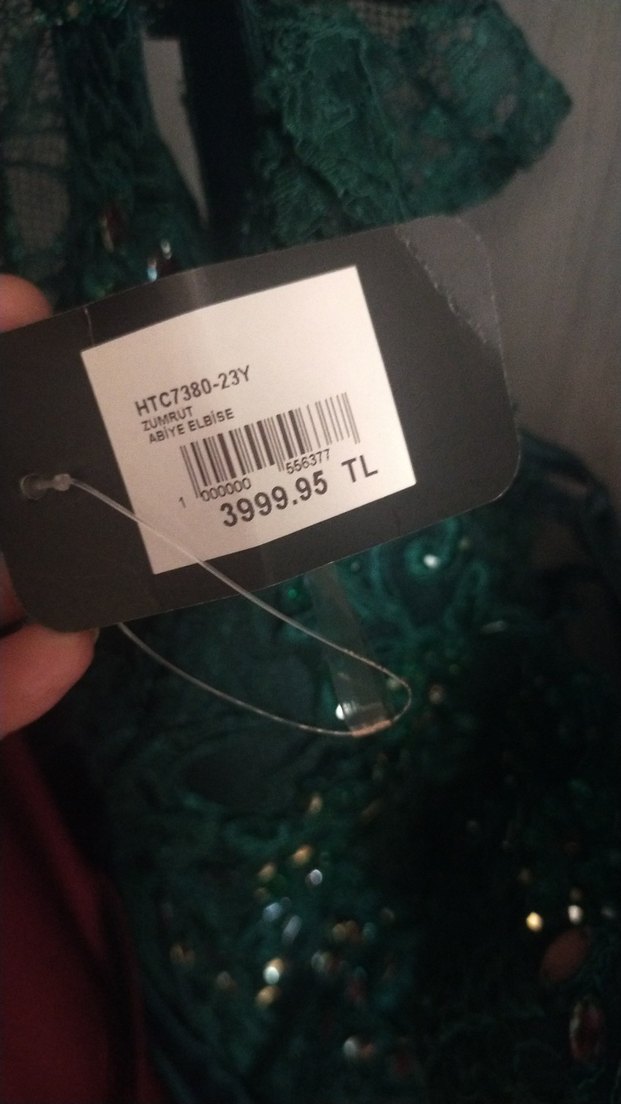 HTC7380-23Y
ZUMRUT
ABİYE ELBİSE
1 000000 556377
3999.95 TL